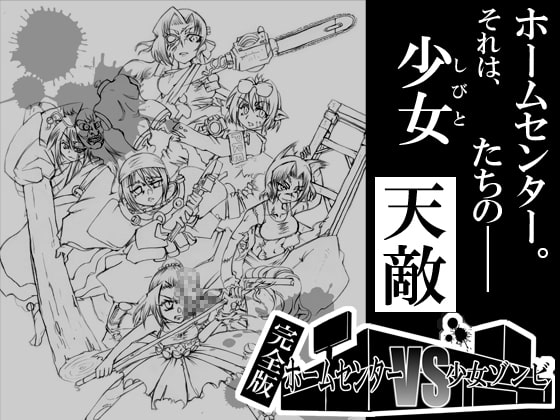 ホームセンター。
それは、
少女たちの――
しびと
天敵
完全版
ホームセンターVS少女ゾンビ